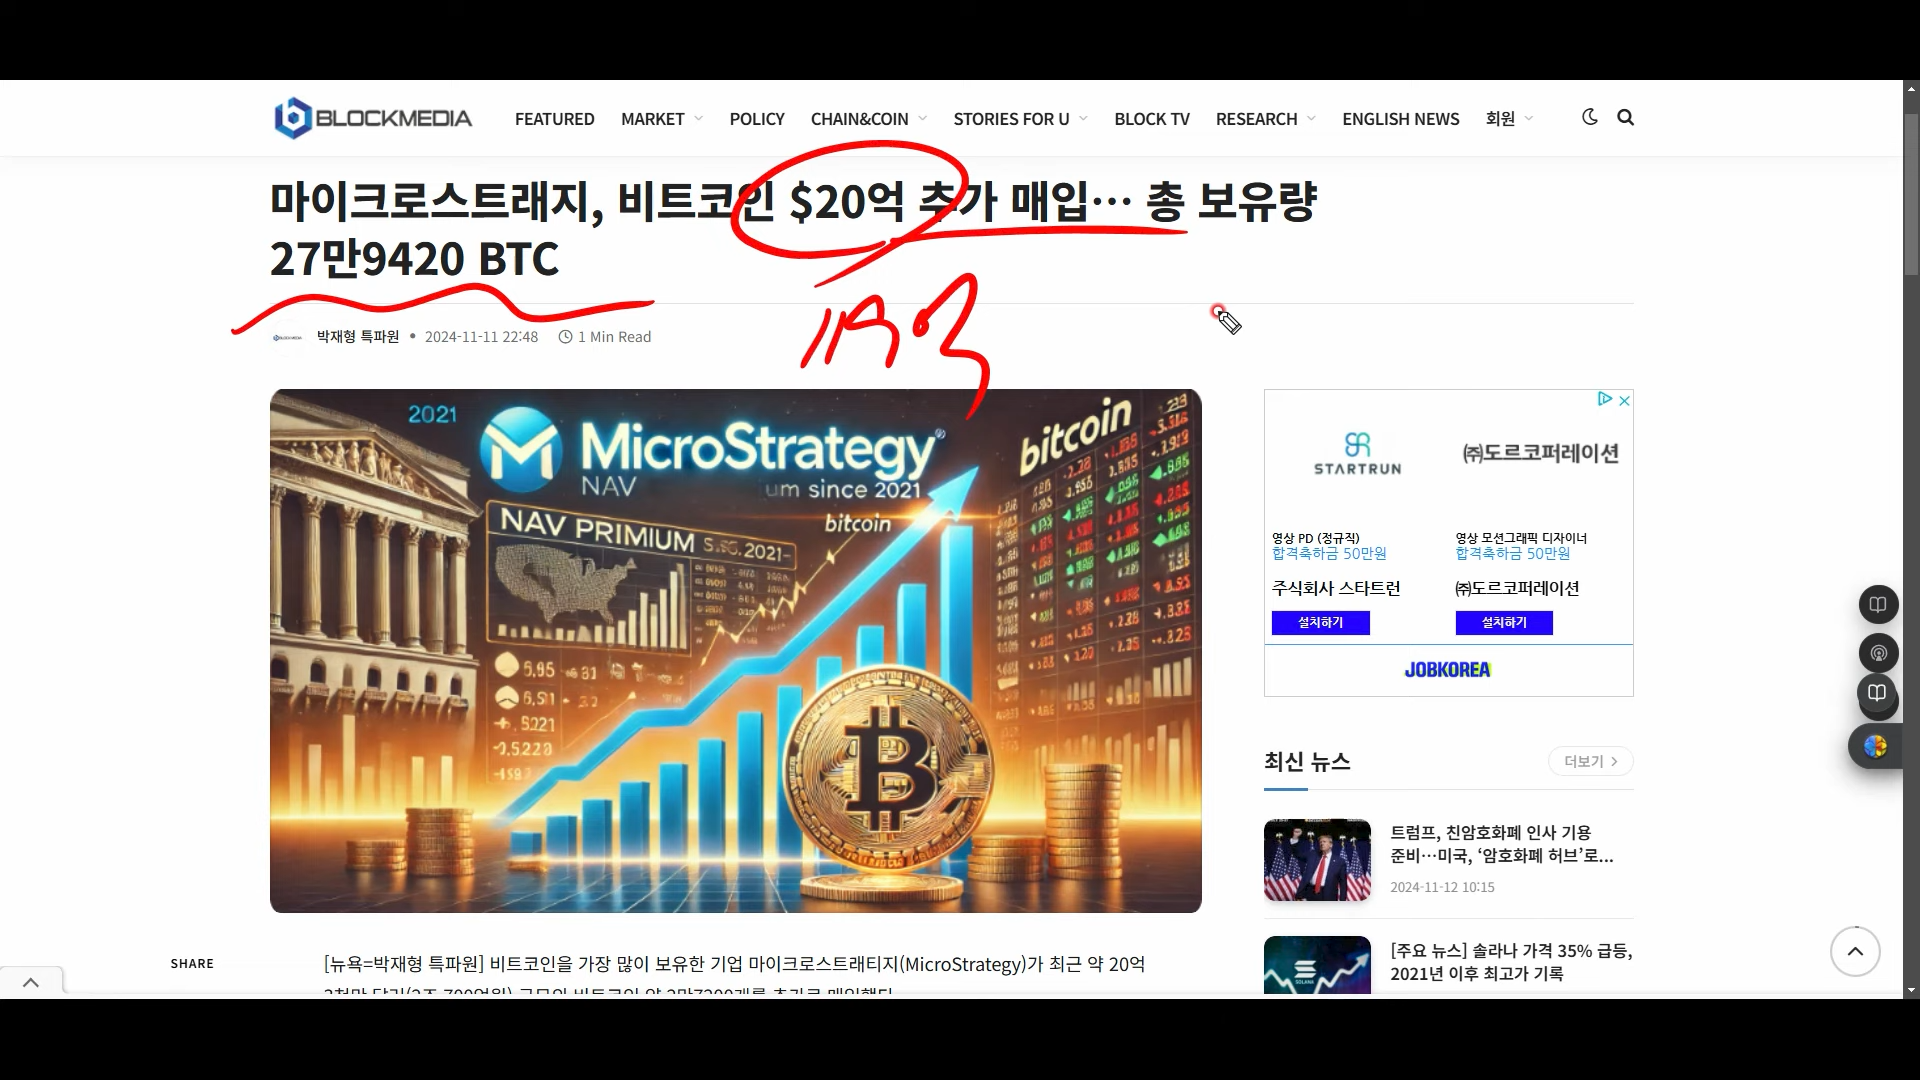 BLOCKMEDIA
FEATURED MARKET POLICY CHAIN&COIN STORIES FOR U BLOCK TV RESEARCH ENGLISH NEWS 회원
마이크로스트래지, 비트코인 $20억 추가 매입… 총 보유량
27만9420 BTC
박재형 특파원 • 2024-11-11 22:48 1 Min Read
2021
MicroStrategy
NAV
um since 2021
bitcoin
bitcoin
NAV PRIMIUM
STARTRUN
㈜도르코퍼레이션
영상 PD (정규직)
합격축하금 50만원
영상 모션그래픽 디자이너
합격축하금 50만원
주식회사 스타트런
㈜도르코퍼레이션
설치하기
설치하기
JOBKOREA
최신 뉴스
더보기
트럼프, 친암호화폐 인사 기용
준비…미국, ‘암호화폐 허브’로...
2024-11-12 10:15
[주요 뉴스] 솔라나 가격 35% 급등,
2021년 이후 최고가 기록
SOLANA
SHARE
[뉴욕=박재형 특파원] 비트코인을 가장 많이 보유한 기업 마이크로스트래티지(MicroStrategy)가 최근 약 20억